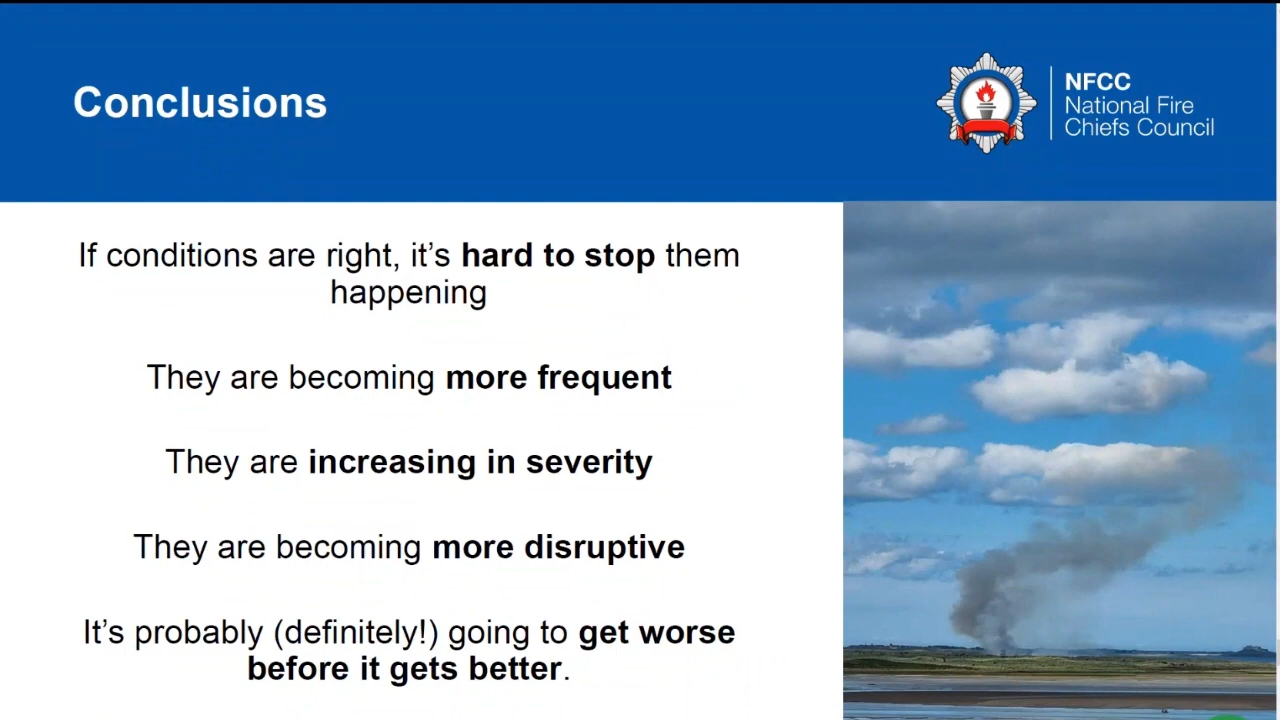 Conclusions
NFCC
National Fire
Chiefs Council
If conditions are right, it’s hard to stop them
happening
They are becoming more frequent
They are increasing in severity
They are becoming more disruptive
It’s probably (definitely!) going to get worse
before it gets better.